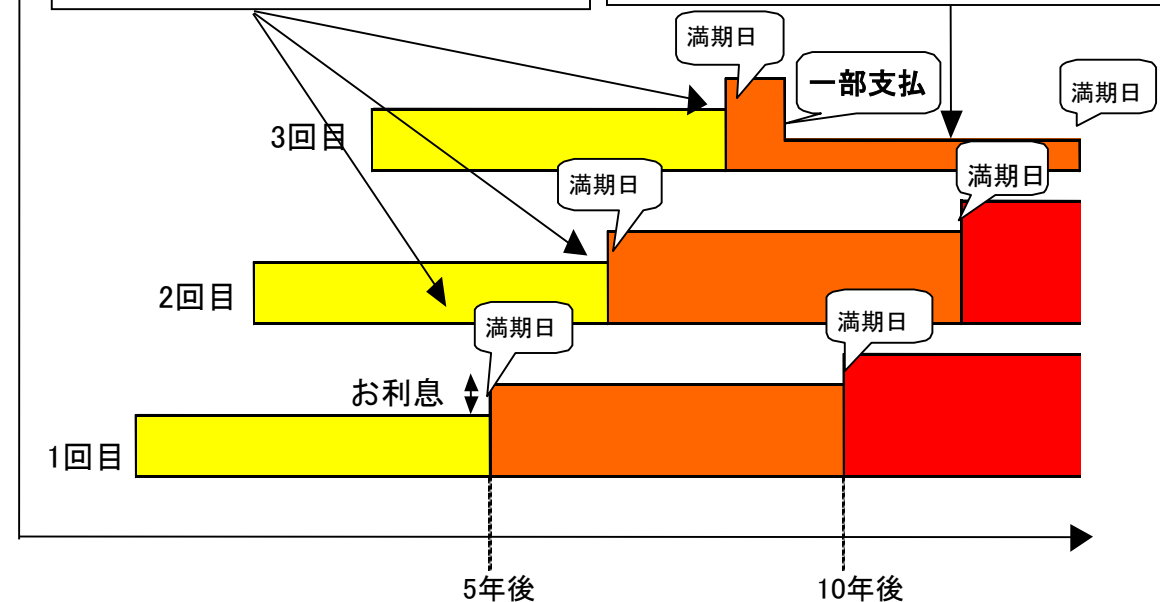 満期日
一部支払
満期日
3回目
満期日
満期日
2回目
満期日
満期日
お利息
1回目
5年後
10年後